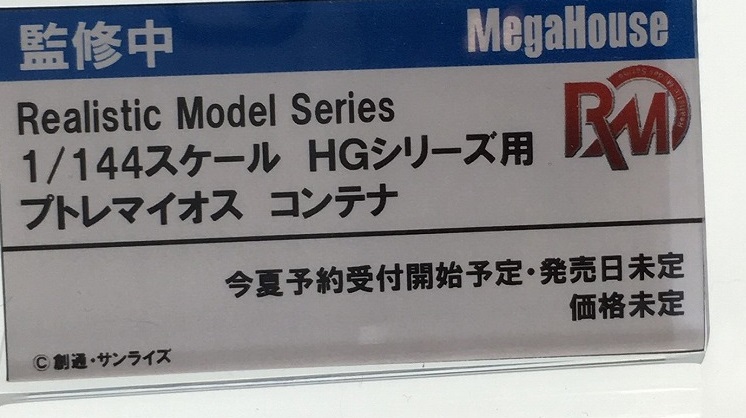 監修中
MegaHouse
Realistic Model Series
RM
1/144スケール HGシリーズ用
プトレマイオス コンテナ
今夏予約受付開始予定・発売日未定
価格未定
©創通・サンライズ